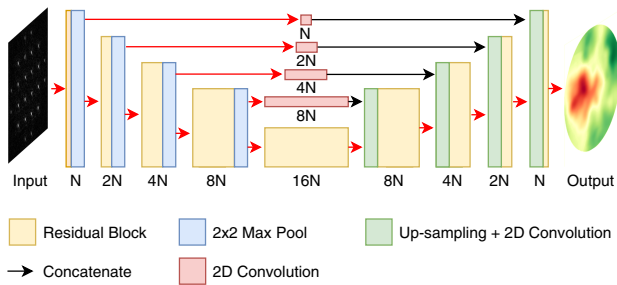 N
2N
4N
8N
Input
N
2N
4N
8N
16N
8N
4N
2N
N
Output
Residual Block
2x2 Max Pool
Up-sampling + 2D Convolution
Concatenate
2D Convolution